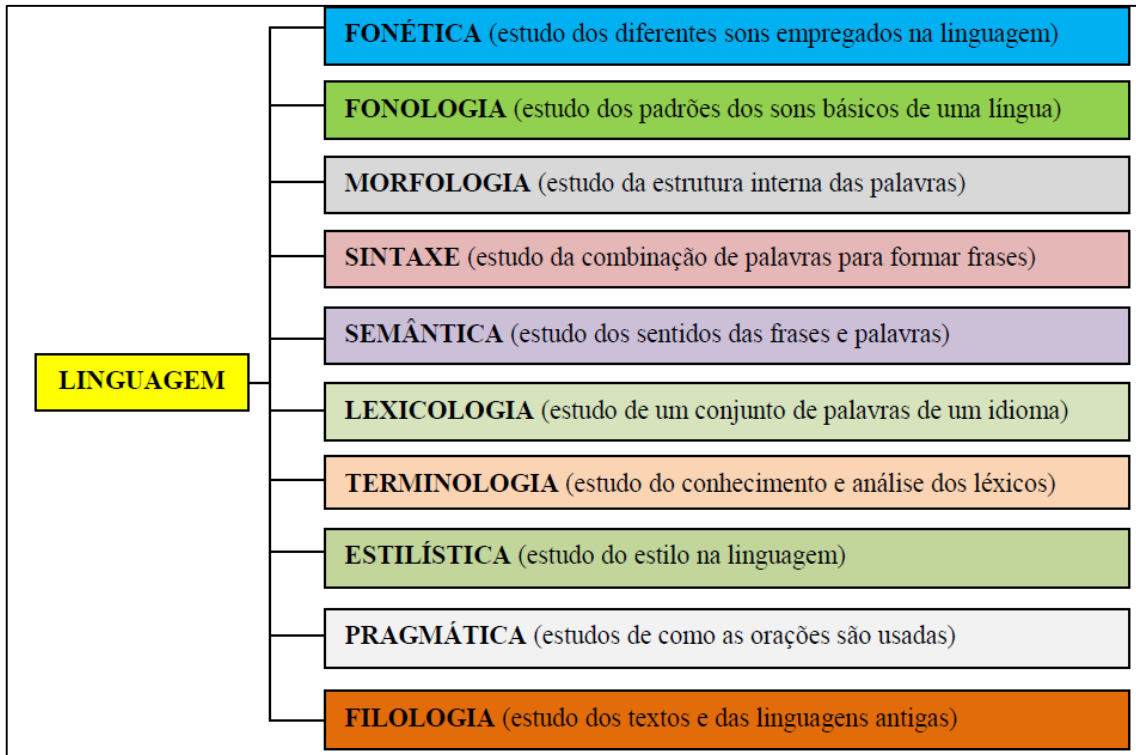 FONÉTICA (estudo dos diferentes sons empregados na linguagem)
FONOLOGIA (estudo dos padrões dos sons básicos de uma língua)
MORFOLOGIA (estudo da estrutura interna das palavras)
SINTAXE (estudo da combinação de palavras para formar frases)
SEMÂNTICA (estudo dos sentidos das frases e palavras)
LINGUAGEM
LEXICOLOGIA (estudo de um conjunto de palavras de um idioma)
TERMINOLOGIA (estudo do conhecimento e análise dos léxicos)
ESTILÍSTICA (estudo do estilo na linguagem)
PRAGMÁTICA (estudos de como as orações são usadas)
FILOLOGIA (estudo dos textos e das linguagens antigas)